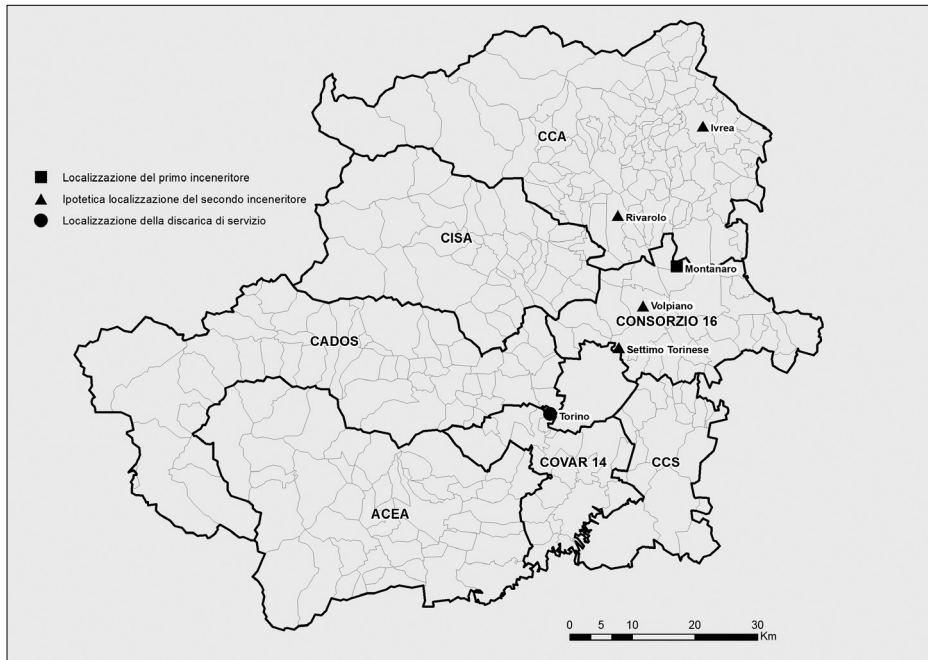 Ivrea
CCA
Localizzazione del primo inceneritore
Ipotetica localizzazione del secondo inceneritore
Localizzazione della discarica di servizio
Rivarolo
CISA
Montanaro
Volpiano
CONSORZIO 16
CADOS
Settimo Torinese
Torino
COVAR 14
CCS
ACEA
0 5 10 20 30
Km